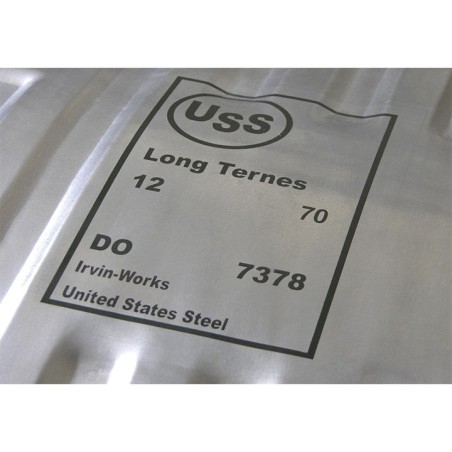 USS
Long Ternes
12
70
DO 7378
Irvin-Works
United States Steel